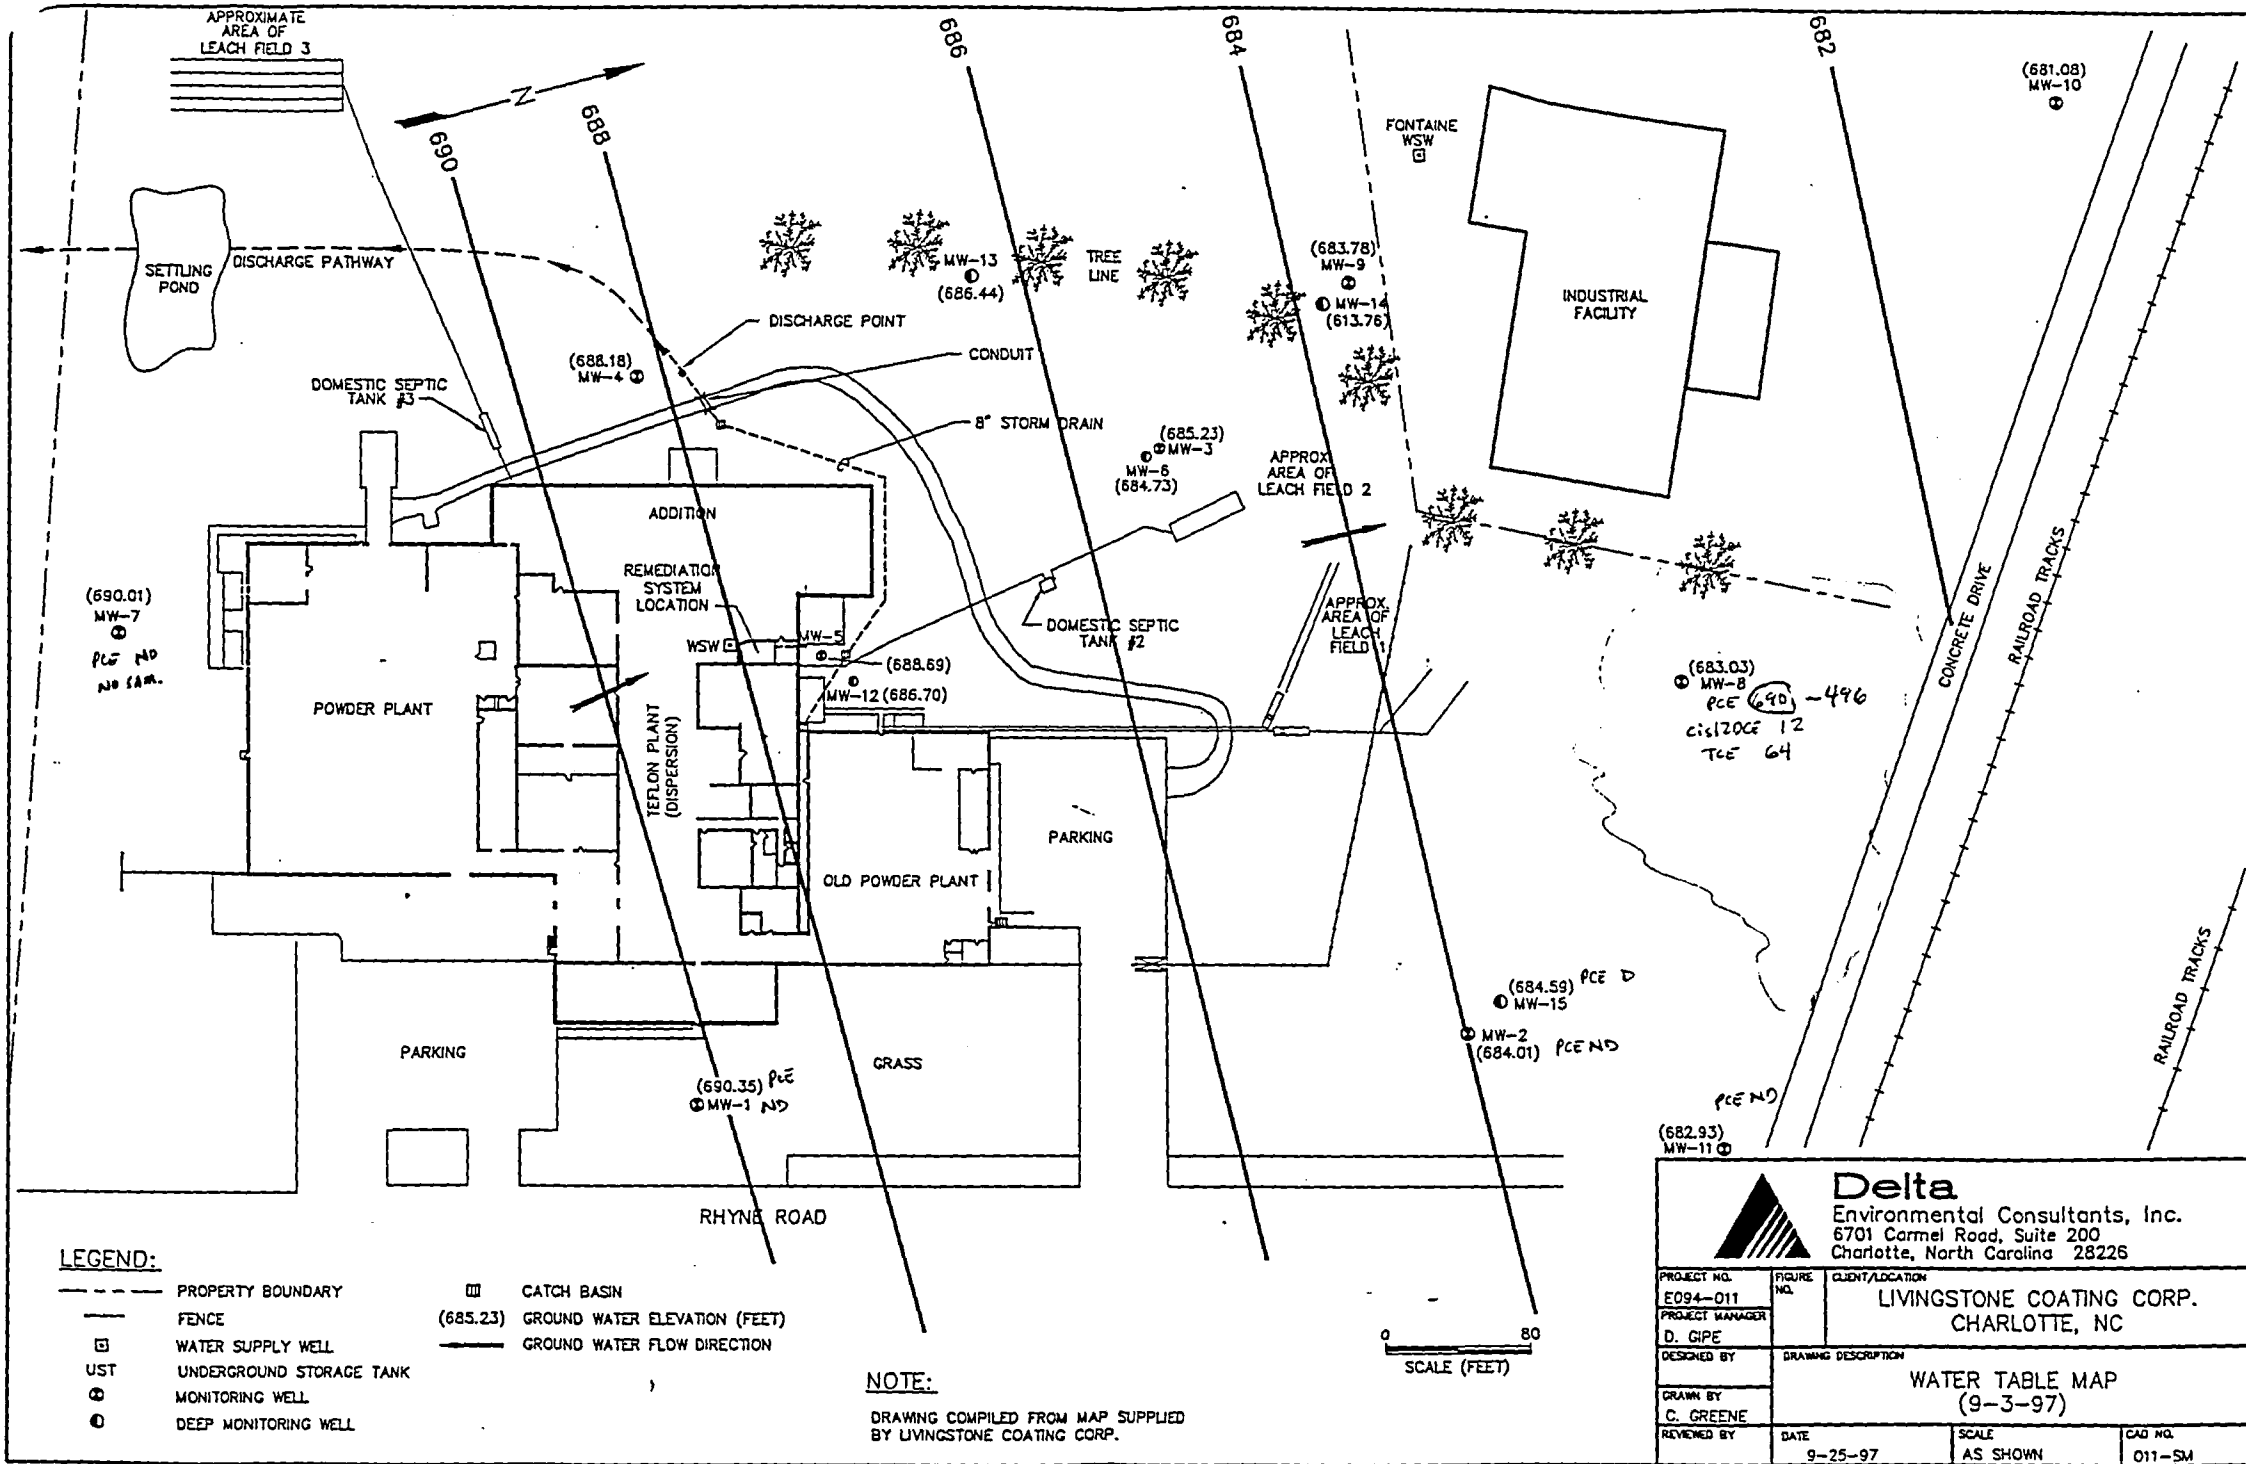 APPROXIMATE
AREA OF
LEACH FIELD 3
N
690
688
686
684
682
(681.08)
MW-10
FONTAINE
WSW
SETTLING
POND
DISCHARGE PATHWAY
MW-13
(686.44)
TREE
LINE
(683.78)
MW-9
MW-14
(613.76)
INDUSTRIAL
FACILITY
DISCHARGE POINT
CONDUIT
(688.18)
MW-4
DOMESTIC SEPTIC
TANK #3
8" STORM DRAIN
(685.23)
MW-3
MW-6
(684.73)
APPROX.
AREA OF
LEACH FIELD 2
ADDITION
REMEDIATION
SYSTEM
LOCATION
WSW
MW-5
(688.69)
MW-12 (686.70)
DOMESTIC SEPTIC
TANK #2
APPROX.
AREA OF
LEACH
FIELD 1
(690.01)
MW-7
PCE ND
NO SAM.
POWDER PLANT
TEFLON PLANT
(DISPERSION)
OLD POWDER PLANT
PARKING
(683.03)
MW-8
PCE 690 ~496
cis12DCE 12
TCE 64
CONCRETE DRIVE
RAILROAD TRACKS
RAILROAD TRACKS
(684.59) PCE D
MW-15
MW-2
(684.01) PCE ND
PARKING
GRASS
(690.35) PCE
MW-1 ND
PCE ND
(682.93)
MW-11
RHYNE ROAD
LEGEND:
PROPERTY BOUNDARY
FENCE
WATER SUPPLY WELL
UST UNDERGROUND STORAGE TANK
MONITORING WELL
DEEP MONITORING WELL
CATCH BASIN
(685.23) GROUND WATER ELEVATION (FEET)
GROUND WATER FLOW DIRECTION
NOTE:
DRAWING COMPILED FROM MAP SUPPLIED
BY LIVINGSTONE COATING CORP.
0 80
SCALE (FEET)
Delta
Environmental Consultants, Inc.
6701 Carmel Road, Suite 200
Charlotte, North Carolina 28226
PROJECT NO.
E094-011
FIGURE
NO.
CLIENT/LOCATION
LIVINGSTONE COATING CORP.
CHARLOTTE, NC
PROJECT MANAGER
D. GIPE
DESIGNED BY
DRAWING DESCRIPTION
WATER TABLE MAP
(9-3-97)
DRAWN BY
C. GREENE
REVIEWED BY
DATE
9-25-97
SCALE
AS SHOWN
CAD NO.
011-SM